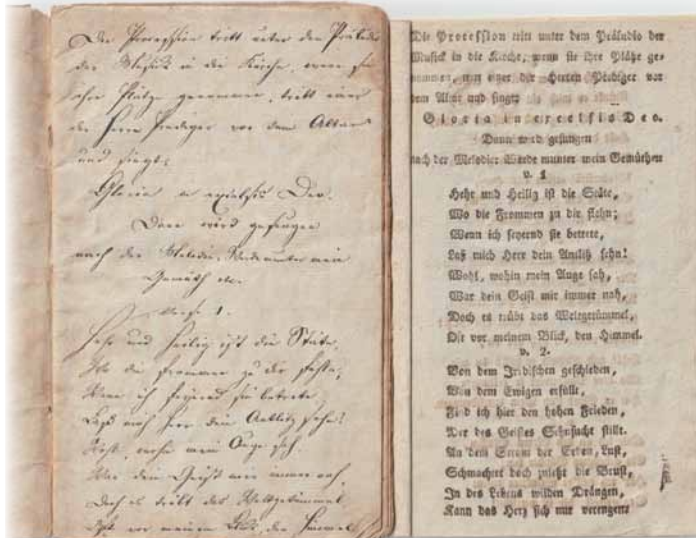 Die Procession tritt unter dem Präludio
der Musick in die Kirche, wenn sie
ihre Plätze genommen, tritt einer
der Herrn Prediger vor dem Altar
und singt:
Gloria in excelsis Deo.
Dann wird gesungen
nach der Melodie: Werde munter mein
Gemüth
Vers 1.
Hehr und Heilig ist die Stäte,
Wo die Frommen zu dir
Wenn ich feyernd sie betrete,
Laß mich Herr dein Antlitz sehn!
Wohl, wohin mein Auge sah,
War dein Geist mir immer nah,
Doch es trübt das Weltgetümmel
Oft vor meinem Blick, den Himmel
Die Procession tritt unter dem Präludio der
Musick in die Kirche, wenn sie ihre Plätze ge-
nommen, tritt einer der Herren Prediger vor
dem Altar und singt:
Gloria in excelsis Deo.
Dann wird gesungen
nach der Melodie: Werde munter mein Gemüthe
v. 1
Hehr und Heilig ist die Stäte,
Wo die Frommen zu dir flehn;
Wenn ich feyernd sie betrete,
Laß mich Herr dein Antlitz sehn!
Wohl, wohin mein Auge sah,
War dein Geist mir immer nah,
Doch es trübt das Weltgetümmel,
Oft vor meinem Blick, den Himmel.
v. 2.
Von dem Irdischen geschieden,
Von dem Ewigen erfüllt,
Find ich hier den hohen Frieden,
Der des Geistes Sehnsucht stillt.
An dem Strom der Erden, Lust,
Schmachtet doch zuletzt die Brust,
In des Lebens wilden Drängen,
Kann das Herz sich nur verengen: